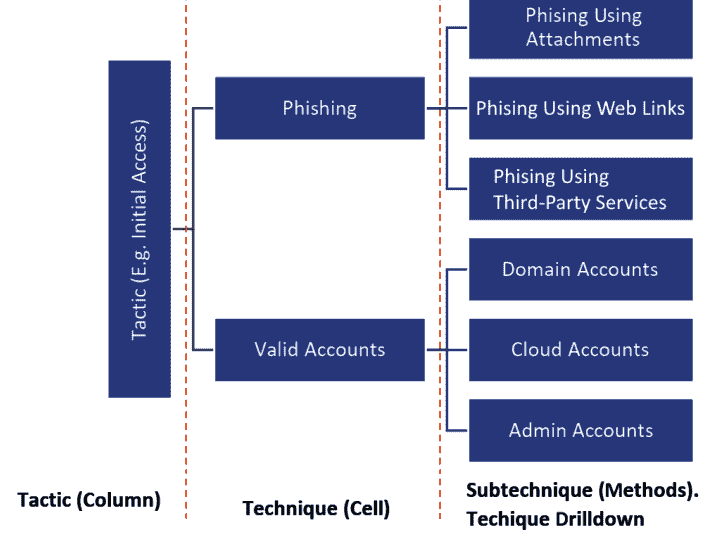 Tactic (E.g. Initial Access)
Phishing
Valid Accounts
Phising Using
Attachments
Phising Using Web Links
Phising Using
Third-Party Services
Domain Accounts
Cloud Accounts
Admin Accounts
Tactic (Column)
Technique (Cell)
Subtechnique (Methods).
Techique Drilldown